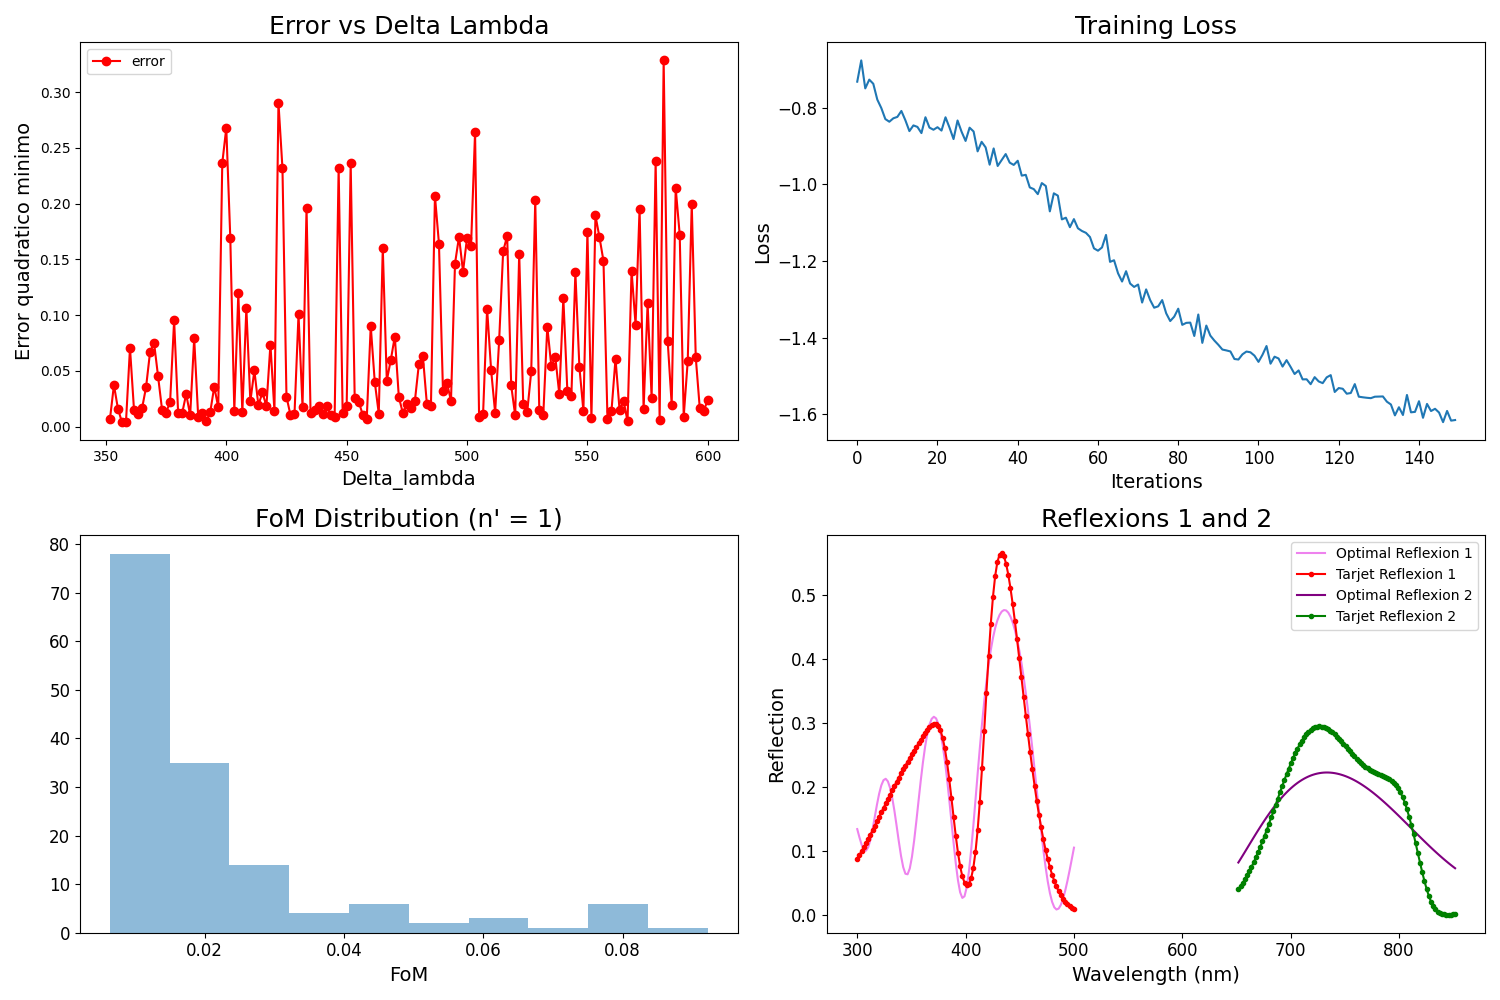 Error vs Delta Lambda
error
Error quadratico minimo
0.30
0.25
0.20
0.15
0.10
0.05
0.00
350 400 450 500 550 600
Delta_lambda
Training Loss
Loss
−0.8
−1.0
−1.2
−1.4
−1.6
0 20 40 60 80 100 120 140
Iterations
FoM Distribution (n' = 1)
80
70
60
50
40
30
20
10
0
0.02 0.04 0.06 0.08
FoM
Reflexions 1 and 2
Optimal Reflexion 1
Tarjet Reflexion 1
Optimal Reflexion 2
Tarjet Reflexion 2
Reflection
0.5
0.4
0.3
0.2
0.1
0.0
300 400 500 600 700 800
Wavelength (nm)